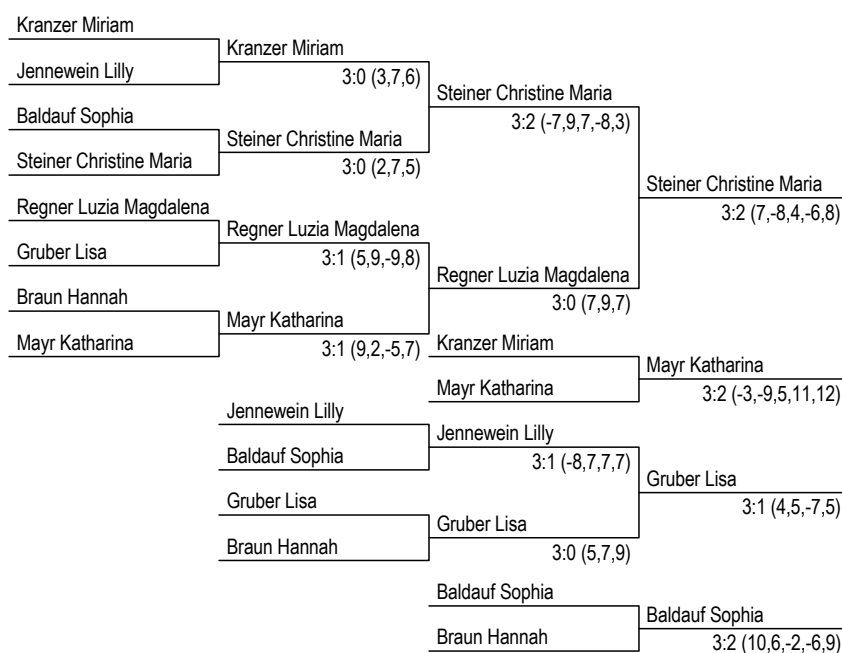 Kranzer Miriam
Kranzer Miriam
Jennewein Lilly
3:0 (3,7,6)
Steiner Christine Maria
Baldauf Sophia
3:2 (-7,9,7,-8,3)
Steiner Christine Maria
Steiner Christine Maria
3:0 (2,7,5)
Steiner Christine Maria
Regner Luzia Magdalena
3:2 (7,-8,4,-6,8)
Regner Luzia Magdalena
Gruber Lisa
3:1 (5,9,-9,8)
Regner Luzia Magdalena
Braun Hannah
3:0 (7,9,7)
Mayr Katharina
Mayr Katharina
3:1 (9,2,-5,7)
Kranzer Miriam
Mayr Katharina
Mayr Katharina
3:2 (-3,-9,5,11,12)
Jennewein Lilly
Jennewein Lilly
Baldauf Sophia
3:1 (-8,7,7,7)
Gruber Lisa
Gruber Lisa
3:1 (4,5,-7,5)
Gruber Lisa
Braun Hannah
3:0 (5,7,9)
Baldauf Sophia
Baldauf Sophia
Braun Hannah
3:2 (10,6,-2,-6,9)